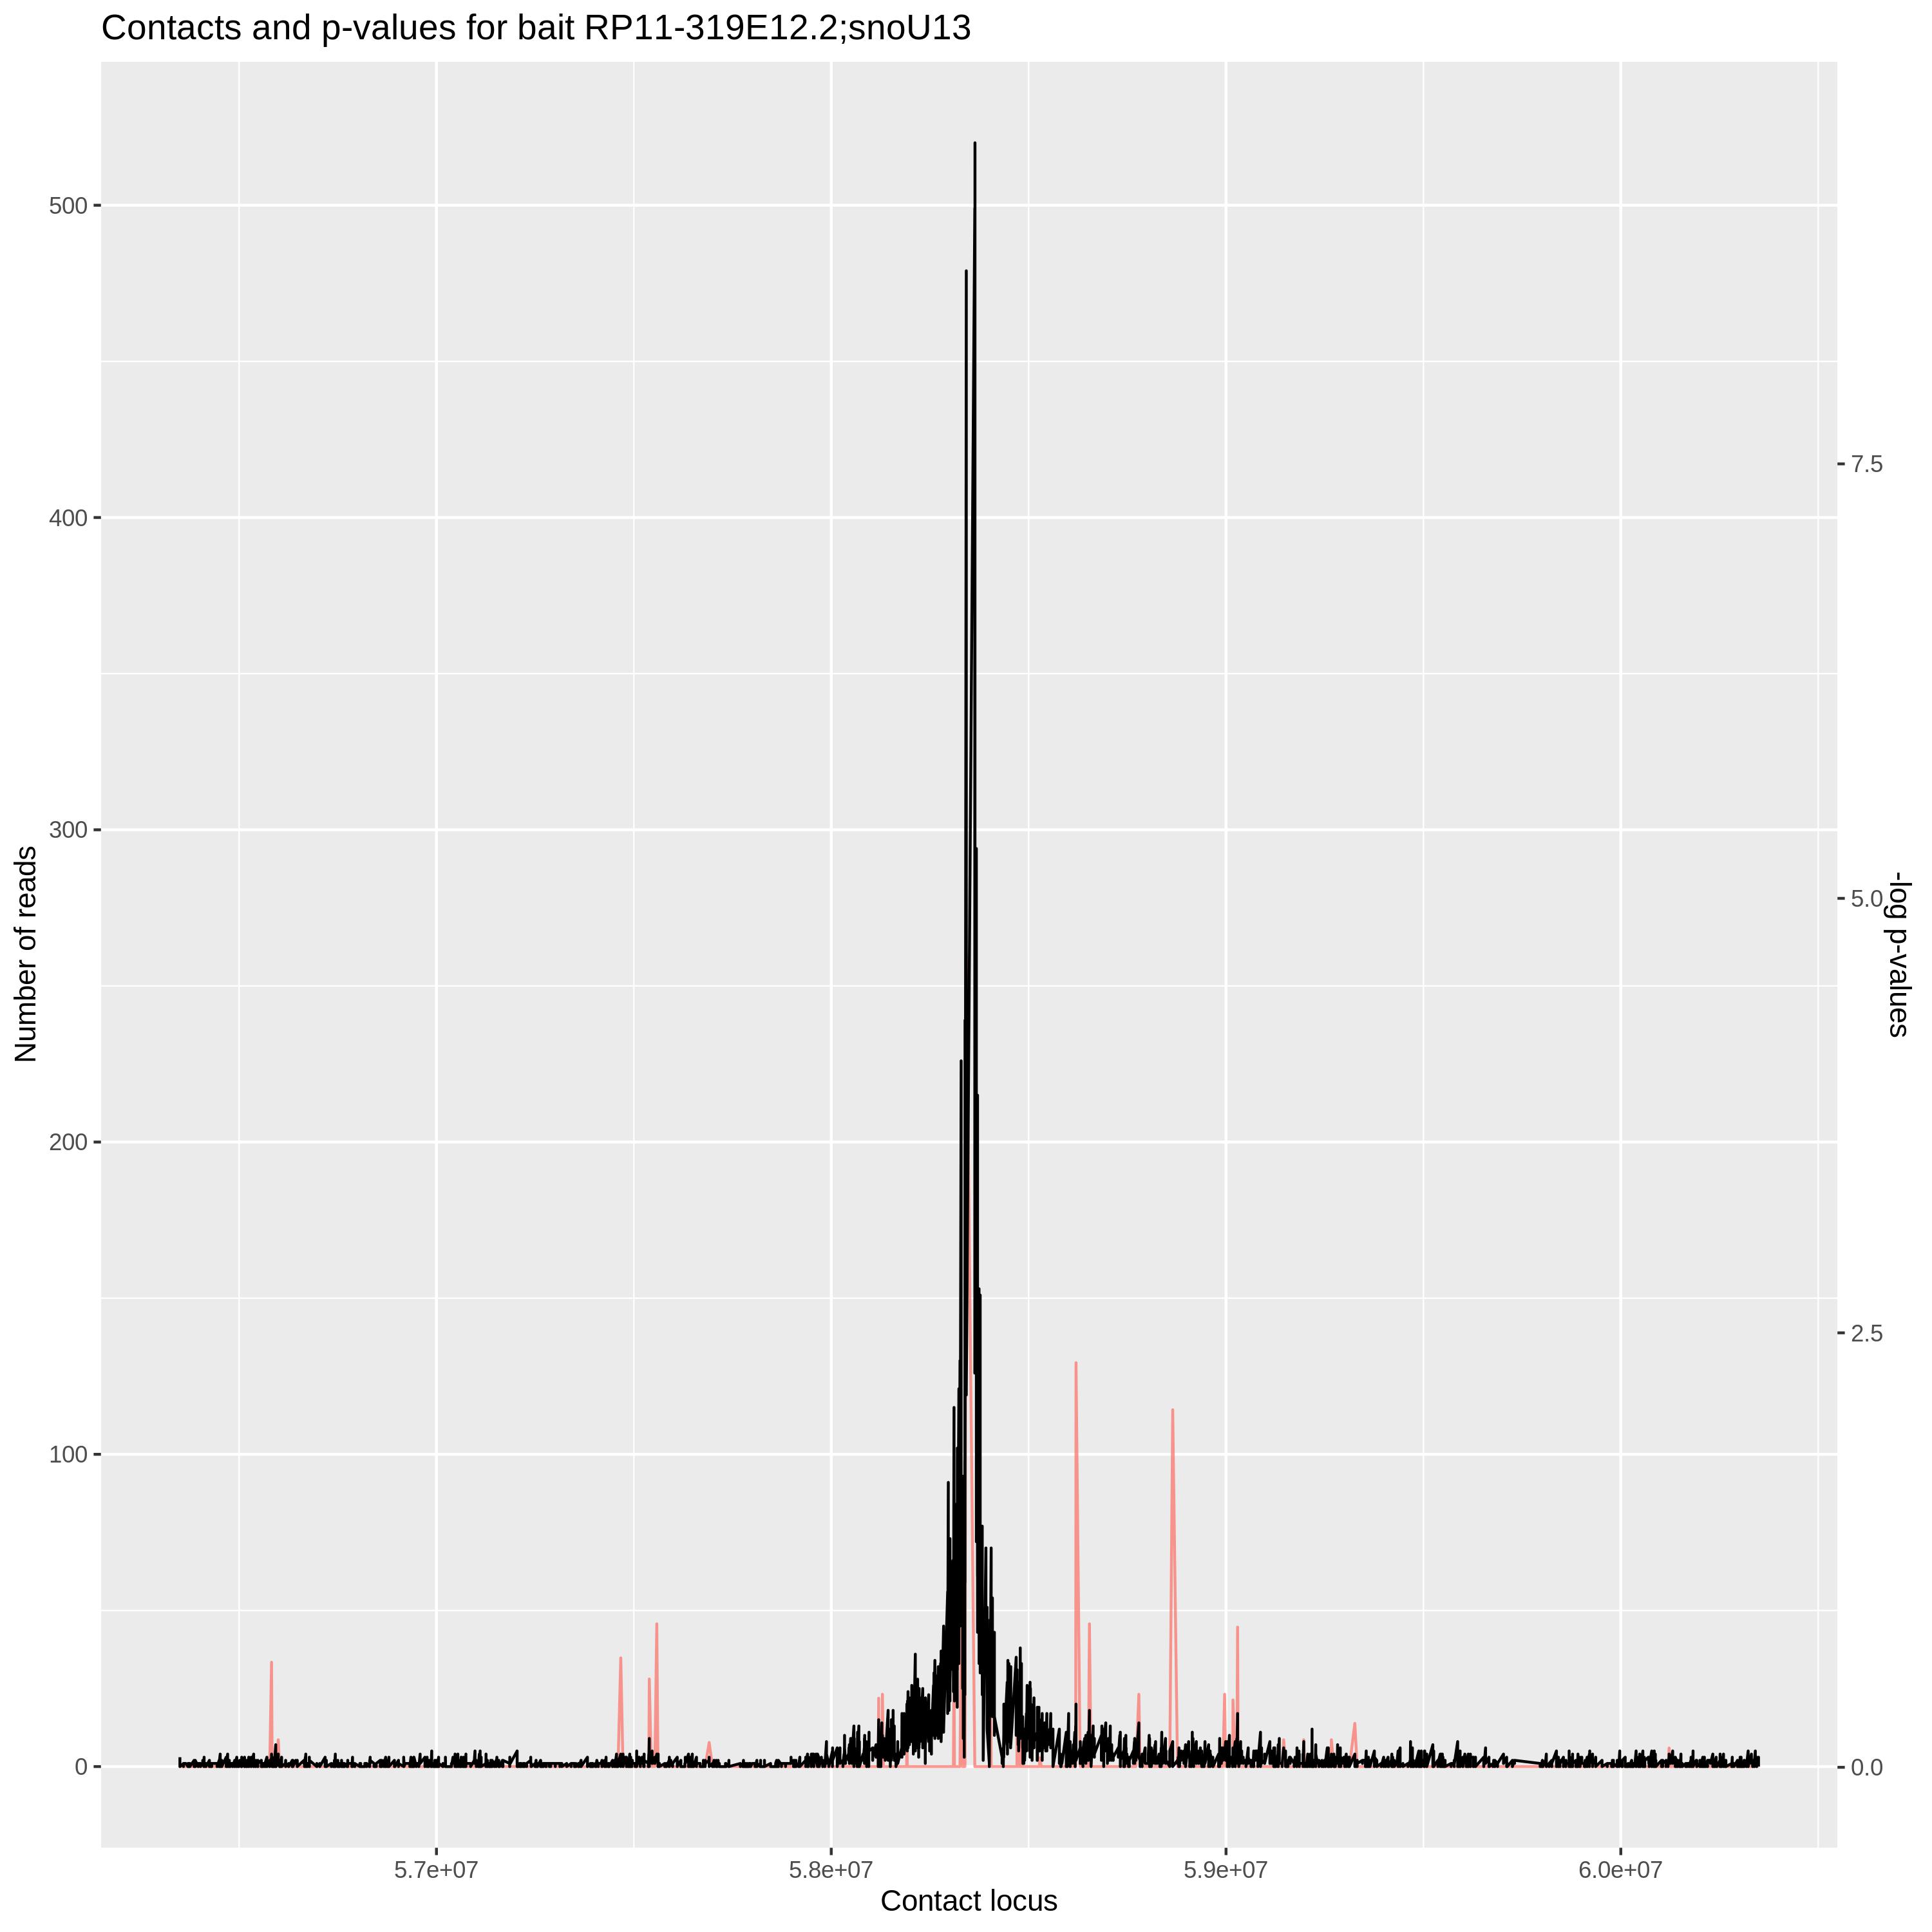 Contacts and p-values for bait RP11-319E12.2;snoU13
500
400
300
200
100
0
Number of reads
7.5
5.0
2.5
0.0
-log p-values
5.7e+07
5.8e+07
5.9e+07
6.0e+07
Contact locus